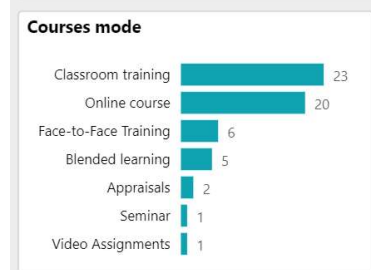 Courses mode
Classroom training 23
Online course 20
Face-to-Face Training 6
Blended learning 5
Appraisals 2
Seminar 1
Video Assignments 1